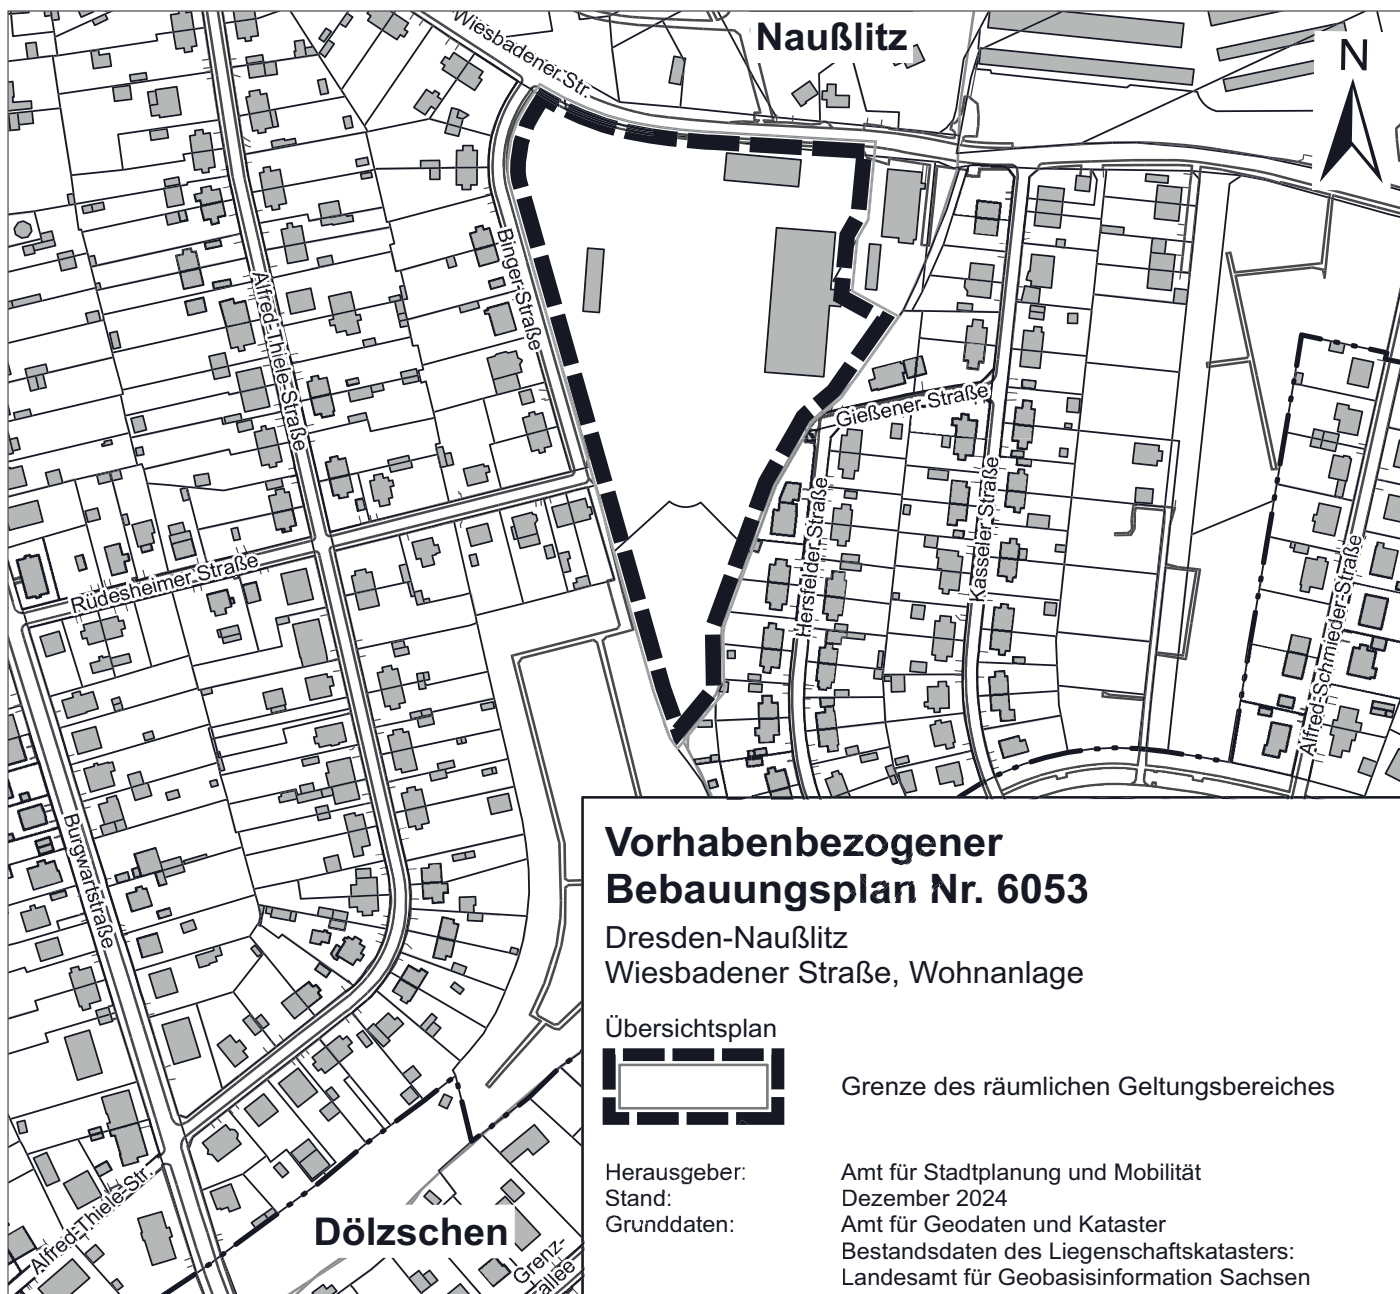 Wiesbadener Str.
Naußlitz
N
Binger Straße
Alfred-Thiele-Straße
Gießener Straße
Hersfelder Straße
Kasseler Straße
Alfred-Schmieder-Straße
Rüdesheimer Straße
Burgwartstraße
Alfred-Thiele-Str.
Dölzschen
Grenz-
allee
Vorhabenbezogener
Bebauungsplan Nr. 6053
Dresden-Naußlitz
Wiesbadener Straße, Wohnanlage
Übersichtsplan
Grenze des räumlichen Geltungsbereiches
Herausgeber: Amt für Stadtplanung und Mobilität
Stand: Dezember 2024
Grunddaten: Amt für Geodaten und Kataster
Bestandsdaten des Liegenschaftskatasters:
Landesamt für Geobasisinformation Sachsen